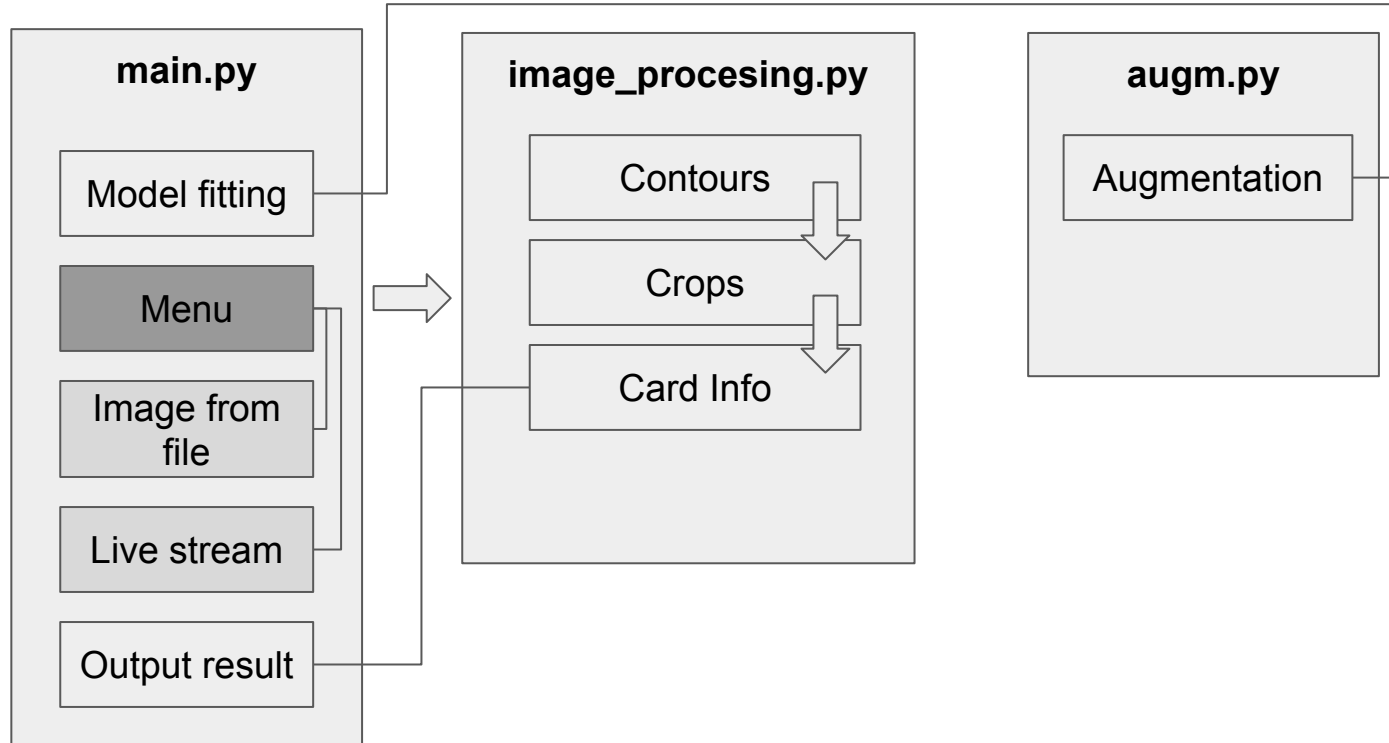 main.py
Model fitting
Menu
Image from
file
Live stream
Output result
image_procesing.py
Contours
Crops
Card Info
augm.py
Augmentation